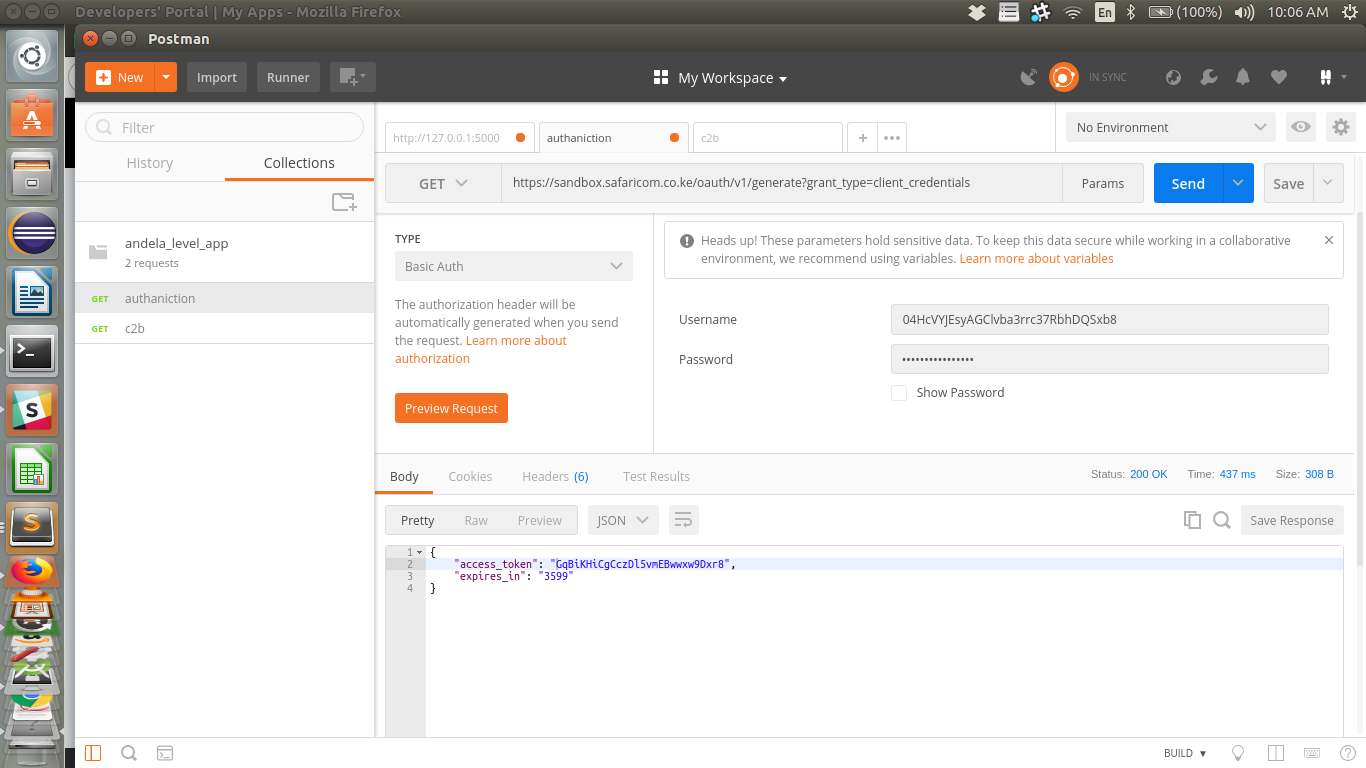 Developers' Portal | My Apps - Mozilla Firefox
En
(100%)
10:06 AM
Postman
New
Import
Runner
My Workspace
IN SYNC
Filter
History
Collections
andela_level_app
2 requests
GET authaniction
GET c2b
http://127.0.0.1:5000
authaniction
c2b
No Environment
GET
https://sandbox.safaricom.co.ke/oauth/v1/generate?grant_type=client_credentials
Params
Send
Save
TYPE
Basic Auth
The authorization header will be
automatically generated when you send
the request. Learn more about
authorization
Preview Request
Heads up! These parameters hold sensitive data. To keep this data secure while working in a collaborative
environment, we recommend using variables. Learn more about variables
Username
04HcVYJEsyAGClvba3rrc37RbhDQSxb8
Password
••••••••••••••••
Show Password
Body
Cookies
Headers (6)
Test Results
Status: 200 OK
Time: 437 ms
Size: 308 B
Pretty
Raw
Preview
JSON
Save Response
1 {
2 "access_token": "GqBiKHiCgCczDl5vmEBwwxw9Dxr8",
3 "expires_in": "3599"
4 }
BUILD